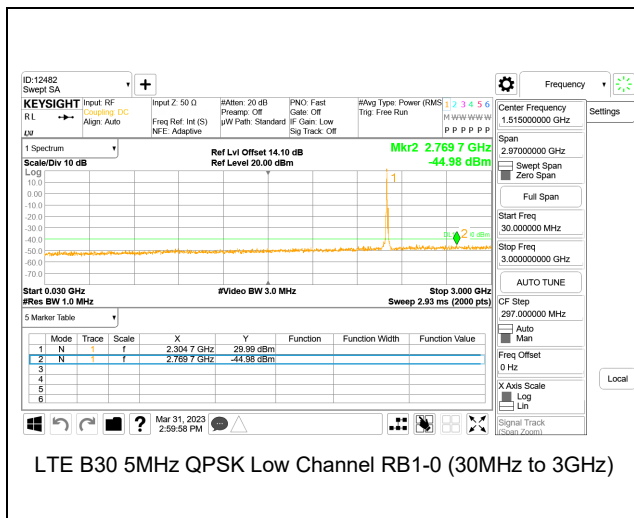 ID:12482
Swept SA
+
Frequency
KEYSIGHT Input: RF Input Z: 50 Ω #Atten: 20 dB PNO: Fast #Avg Type: Power (RMS 1 2 3 4 5 6
RL Coupling: DC Preamp: Off Gate: Off Trig: Free Run
Align: Auto Freq Ref: Int (S) µW Path: Standard IF Gain: Low M W W W W W
NFE: Adaptive Sig Track: Off P P P P P P
Center Frequency
1.515000000 GHz
Settings
Span
2.97000000 GHz
Swept Span
Zero Span
Full Span
Start Freq
30.000000 MHz
Stop Freq
3.000000000 GHz
AUTO TUNE
CF Step
297.000000 MHz
Auto
Man
Freq Offset
0 Hz
X Axis Scale
Log
Lin
Signal Track
(Span Zoom)
Local
1 Spectrum
Ref Lvl Offset 14.10 dB
Mkr2 2.769 7 GHz
Scale/Div 10 dB
Ref Level 20.00 dBm
-44.98 dBm
Log
10.0
0.00
-10.0
-20.0
-30.0
-40.0
-50.0
-60.0
-70.0
1
2
Start 0.030 GHz #Video BW 3.0 MHz Stop 3.000 GHz
#Res BW 1.0 MHz Sweep 2.93 ms (2000 pts)
5 Marker Table
Mode Trace Scale X Y Function Function Width Function Value
1 N 1 f 2.304 7 GHz 29.99 dBm
2 N 1 f 2.769 7 GHz -44.98 dBm
3
4
5
6
? Mar 31, 2023
2:59:58 PM
LTE B30 5MHz QPSK Low Channel RB1-0 (30MHz to 3GHz)